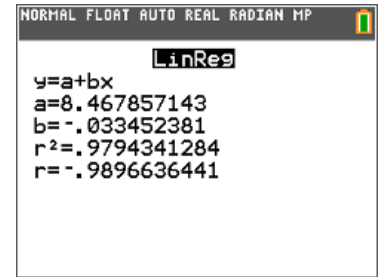 NORMAL FLOAT AUTO REAL RADIAN MP
LinReg
y=a+bx
a=8.467857143
b=-.033452381
r²=.9794341284
r=-.9896636441